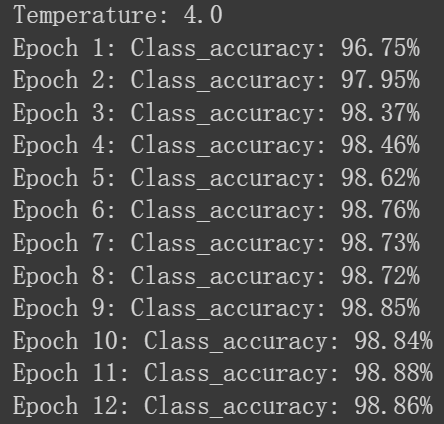 Temperature: 4.0
Epoch 1: Class_accuracy: 96.75%
Epoch 2: Class_accuracy: 97.95%
Epoch 3: Class_accuracy: 98.37%
Epoch 4: Class_accuracy: 98.46%
Epoch 5: Class_accuracy: 98.62%
Epoch 6: Class_accuracy: 98.76%
Epoch 7: Class_accuracy: 98.73%
Epoch 8: Class_accuracy: 98.72%
Epoch 9: Class_accuracy: 98.85%
Epoch 10: Class_accuracy: 98.84%
Epoch 11: Class_accuracy: 98.88%
Epoch 12: Class_accuracy: 98.86%